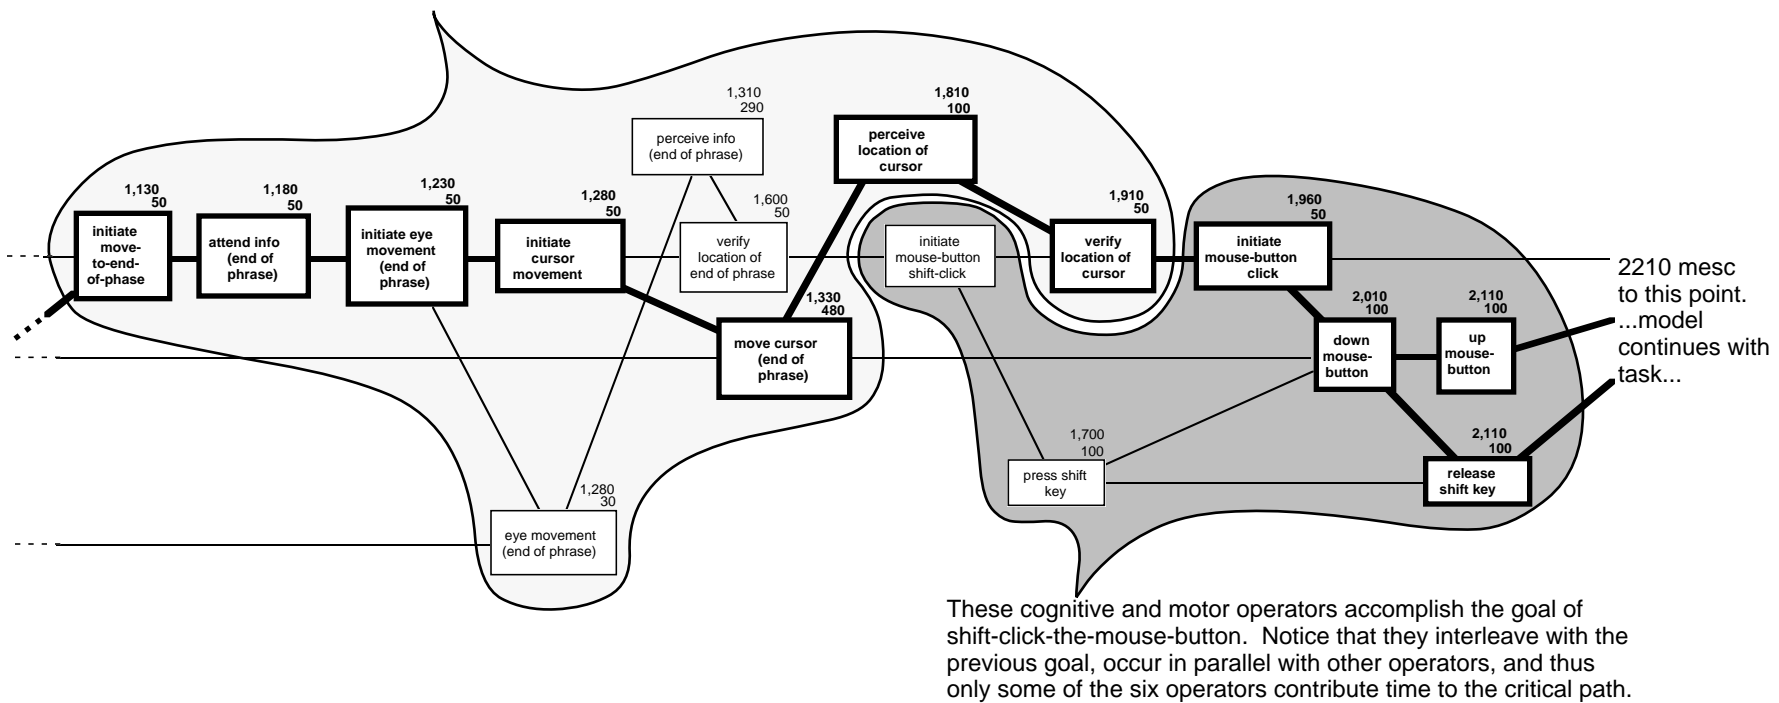 1,310
290
perceive info
(end of phrase)
1,810
100
perceive
location of
cursor
1,130
50
initiate
move-
to-end-
of-phase
1,180
50
attend info
(end of
phrase)
1,230
50
initiate eye
movement
(end of
phrase)
1,280
50
initiate
cursor
movement
1,600
50
verify
location of
end of phrase
initiate
mouse-button
shift-click
1,910
50
verify
location of
cursor
1,960
50
initiate
mouse-button
click
1,330
480
move cursor
(end of
phrase)
2,010
100
down
mouse-
button
2,110
100
up
mouse-
button
2210 mesc
to this point.
...model
continues with
task...
1,700
100
press shift
key
2,110
100
release
shift key
1,280
30
eye movement
(end of phrase)
These cognitive and motor operators accomplish the goal of
shift-click-the-mouse-button.  Notice that they interleave with the
previous goal, occur in parallel with other operators, and thus
only some of the six operators contribute time to the critical path.